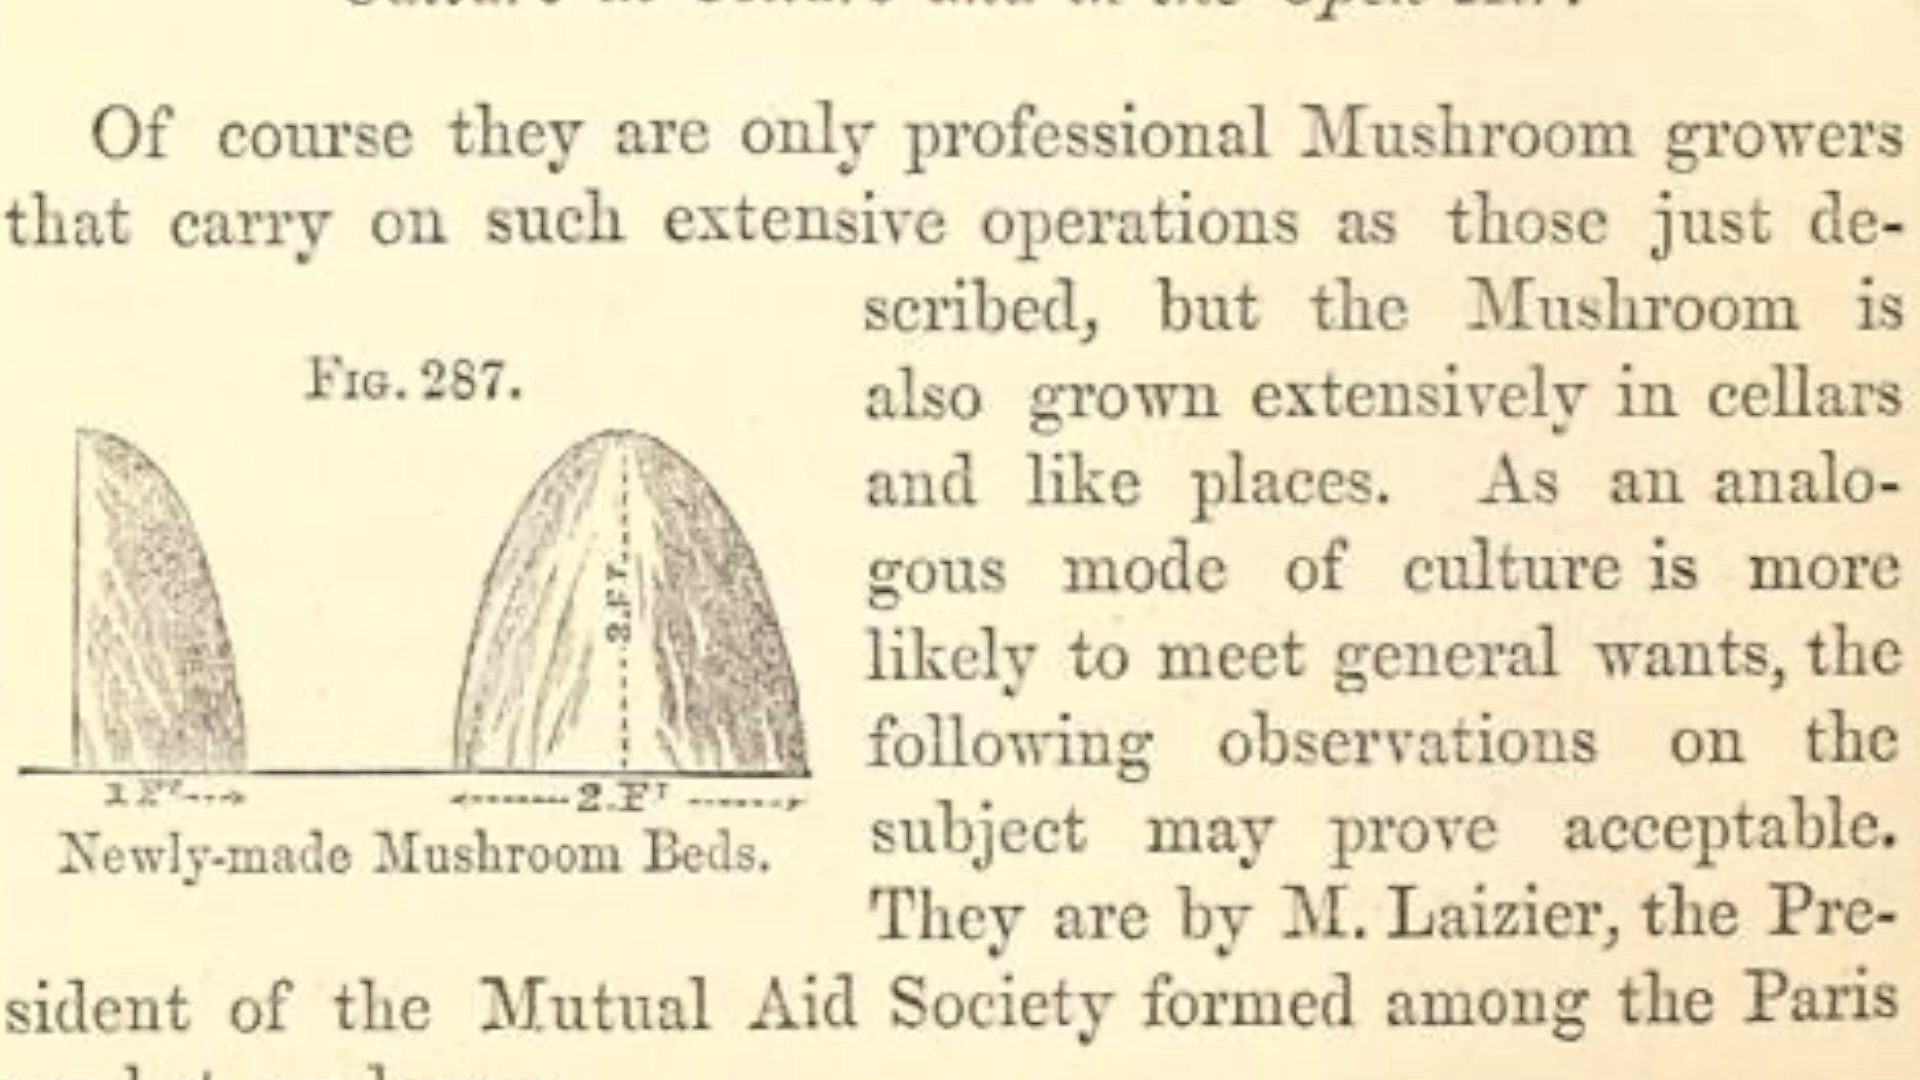 Of course they are only professional Mushroom growers
that carry on such extensive operations as those just de-
scribed, but the Mushroom is
also grown extensively in cellars
and like places. As an analo-
gous mode of culture is more
likely to meet general wants, the
following observations on the
subject may prove acceptable.
They are by M. Laizier, the Pre-
sident of the Mutual Aid Society formed among the Paris
FIG. 287.
2.FT.
1 FT
2.FT
Newly-made Mushroom Beds.